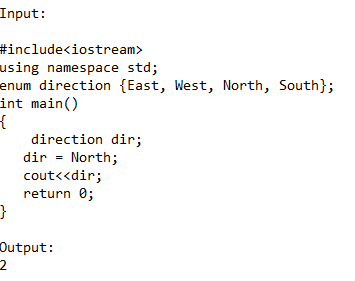 Input:

#include<iostream>
using namespace std;
enum direction {East, West, North, South};
int main()
{
    direction dir;
   dir = North;
   cout<<dir;
   return 0;
}

Output:
2